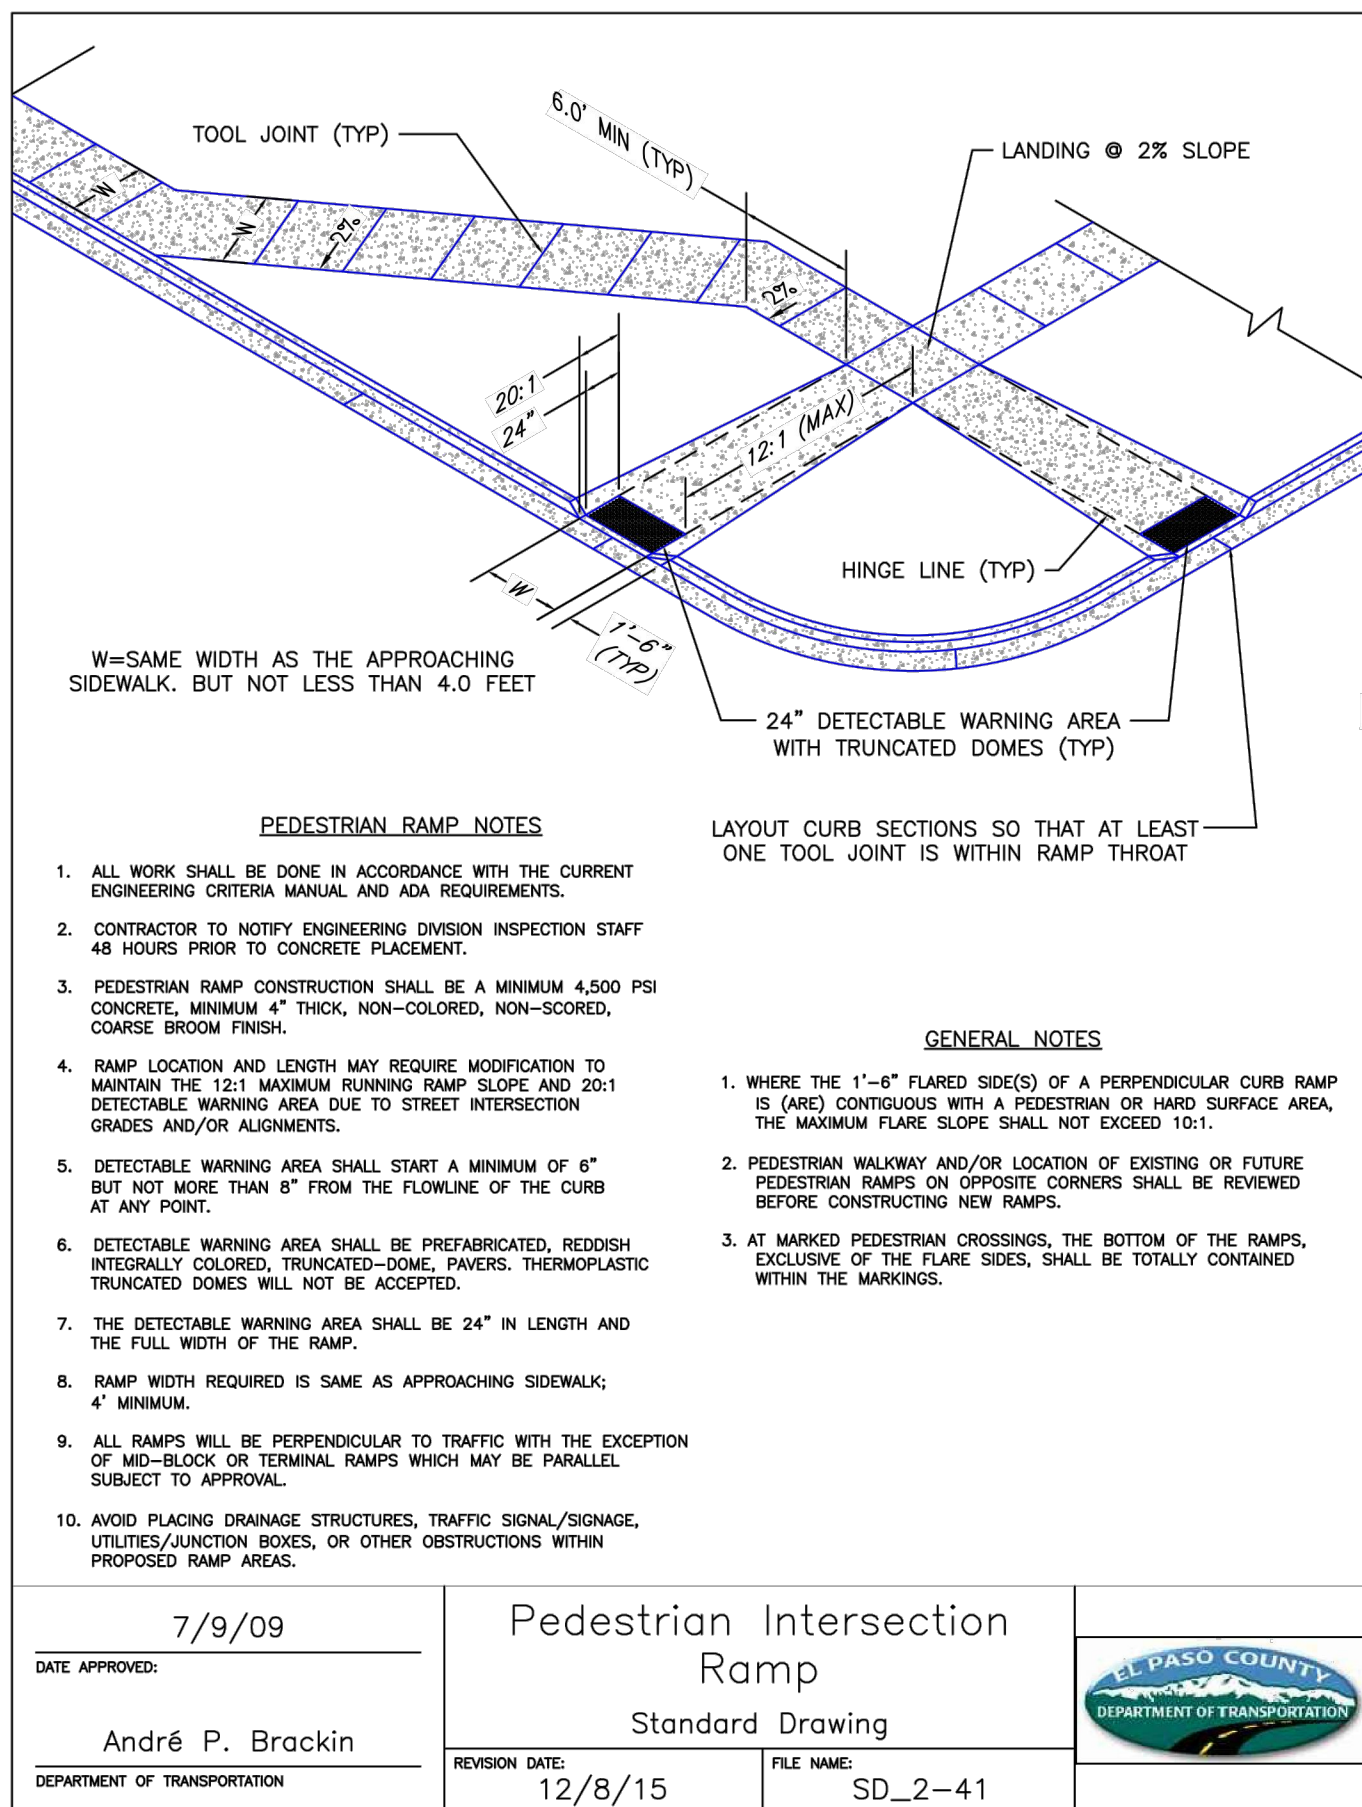 TOOL JOINT (TYP)
6.0' MIN (TYP)
LANDING @ 2% SLOPE
W
W
2%
2%
20:1
24"
12:1 (MAX)
HINGE LINE (TYP)
W
1'-6"
(TYP)
W=SAME WIDTH AS THE APPROACHING
SIDEWALK. BUT NOT LESS THAN 4.0 FEET
24" DETECTABLE WARNING AREA
WITH TRUNCATED DOMES (TYP)
LAYOUT CURB SECTIONS SO THAT AT LEAST
ONE TOOL JOINT IS WITHIN RAMP THROAT
PEDESTRIAN RAMP NOTES
1. ALL WORK SHALL BE DONE IN ACCORDANCE WITH THE CURRENT
ENGINEERING CRITERIA MANUAL AND ADA REQUIREMENTS.
2. CONTRACTOR TO NOTIFY ENGINEERING DIVISION INSPECTION STAFF
48 HOURS PRIOR TO CONCRETE PLACEMENT.
3. PEDESTRIAN RAMP CONSTRUCTION SHALL BE A MINIMUM 4,500 PSI
CONCRETE, MINIMUM 4" THICK, NON-COLORED, NON-SCORED,
COARSE BROOM FINISH.
4. RAMP LOCATION AND LENGTH MAY REQUIRE MODIFICATION TO
MAINTAIN THE 12:1 MAXIMUM RUNNING RAMP SLOPE AND 20:1
DETECTABLE WARNING AREA DUE TO STREET INTERSECTION
GRADES AND/OR ALIGNMENTS.
5. DETECTABLE WARNING AREA SHALL START A MINIMUM OF 6"
BUT NOT MORE THAN 8" FROM THE FLOWLINE OF THE CURB
AT ANY POINT.
6. DETECTABLE WARNING AREA SHALL BE PREFABRICATED, REDDISH
INTEGRALLY COLORED, TRUNCATED-DOME, PAVERS. THERMOPLASTIC
TRUNCATED DOMES WILL NOT BE ACCEPTED.
7. THE DETECTABLE WARNING AREA SHALL BE 24" IN LENGTH AND
THE FULL WIDTH OF THE RAMP.
8. RAMP WIDTH REQUIRED IS SAME AS APPROACHING SIDEWALK;
4' MINIMUM.
9. ALL RAMPS WILL BE PERPENDICULAR TO TRAFFIC WITH THE EXCEPTION
OF MID-BLOCK OR TERMINAL RAMPS WHICH MAY BE PARALLEL
SUBJECT TO APPROVAL.
10. AVOID PLACING DRAINAGE STRUCTURES, TRAFFIC SIGNAL/SIGNAGE,
UTILITIES/JUNCTION BOXES, OR OTHER OBSTRUCTIONS WITHIN
PROPOSED RAMP AREAS.
GENERAL NOTES
1. WHERE THE 1'-6" FLARED SIDE(S) OF A PERPENDICULAR CURB RAMP
IS (ARE) CONTIGUOUS WITH A PEDESTRIAN OR HARD SURFACE AREA,
THE MAXIMUM FLARE SLOPE SHALL NOT EXCEED 10:1.
2. PEDESTRIAN WALKWAY AND/OR LOCATION OF EXISTING OR FUTURE
PEDESTRIAN RAMPS ON OPPOSITE CORNERS SHALL BE REVIEWED
BEFORE CONSTRUCTING NEW RAMPS.
3. AT MARKED PEDESTRIAN CROSSINGS, THE BOTTOM OF THE RAMPS,
EXCLUSIVE OF THE FLARE SIDES, SHALL BE TOTALLY CONTAINED
WITHIN THE MARKINGS.
7/9/09
DATE APPROVED:
André P. Brackin
DEPARTMENT OF TRANSPORTATION
Pedestrian Intersection
Ramp
Standard Drawing
REVISION DATE:
12/8/15
FILE NAME:
SD_2-41
EL PASO COUNTY
DEPARTMENT OF TRANSPORTATION